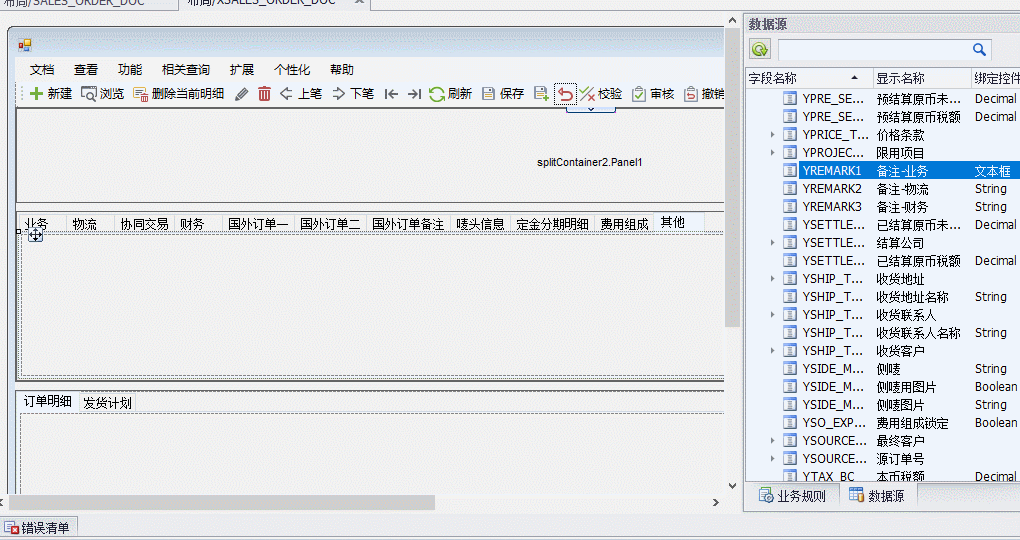 布局/SALES_ORDER_DOC 布局/XSALES_ORDER_DOC
文档 查看 功能 相关查询 扩展 个性化 帮助
新建 浏览 删除当前明细 上笔 下笔 刷新 保存 校验 审核 撤销
splitContainer2.Panel1
业务 物流 协同交易 财务 国外订单一 国外订单二 国外订单备注 唛头信息 定金分期明细 费用组成 其他
订单明细 发货计划
错误清单
数据源
字段名称 显示名称 绑定控件
YPRE_SE... 预结算原币未... Decimal
YPRE_SE... 预结算原币税额 Decimal
YPRICE_T... 价格条款
YPROJEC... 限用项目
YREMARK1 备注-业务 文本框
YREMARK2 备注-物流 String
YREMARK3 备注-财务 String
YSETTLE... 已结算原币未... Decimal
YSETTLE... 结算公司
YSETTLE... 已结算原币税额 Decimal
YSHIP_T... 收货地址
YSHIP_T... 收货地址名称 String
YSHIP_T... 收货联系人
YSHIP_T... 收货联系人名称 String
YSHIP_T... 收货客户
YSIDE_M... 侧唛 String
YSIDE_M... 侧唛用图片 Boolean
YSIDE_M... 侧唛图片 String
YSO_EXP... 费用组成锁定 Boolean
YSOURCE... 最终客户
YSOURCE... 源订单号
YTAX_BC 本币税额 Decimal
业务规则 数据源